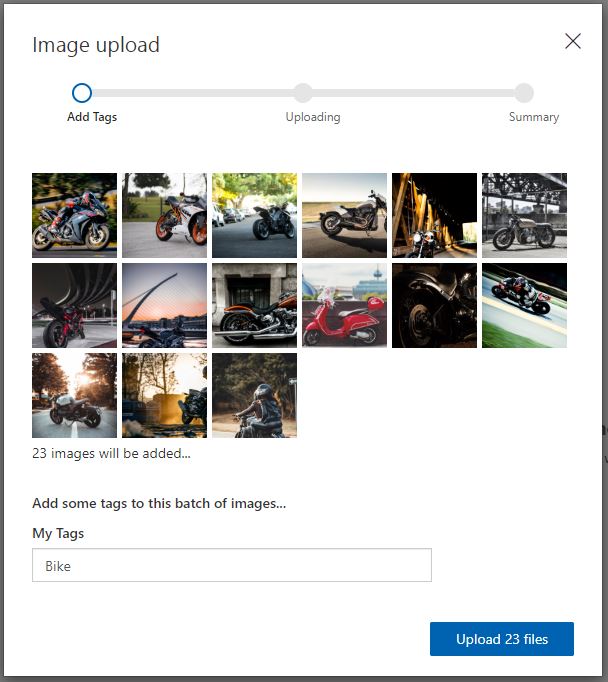 Image upload
Add Tags
Uploading
Summary
23 images will be added...
Add some tags to this batch of images...
My Tags
Bike
Upload 23 files